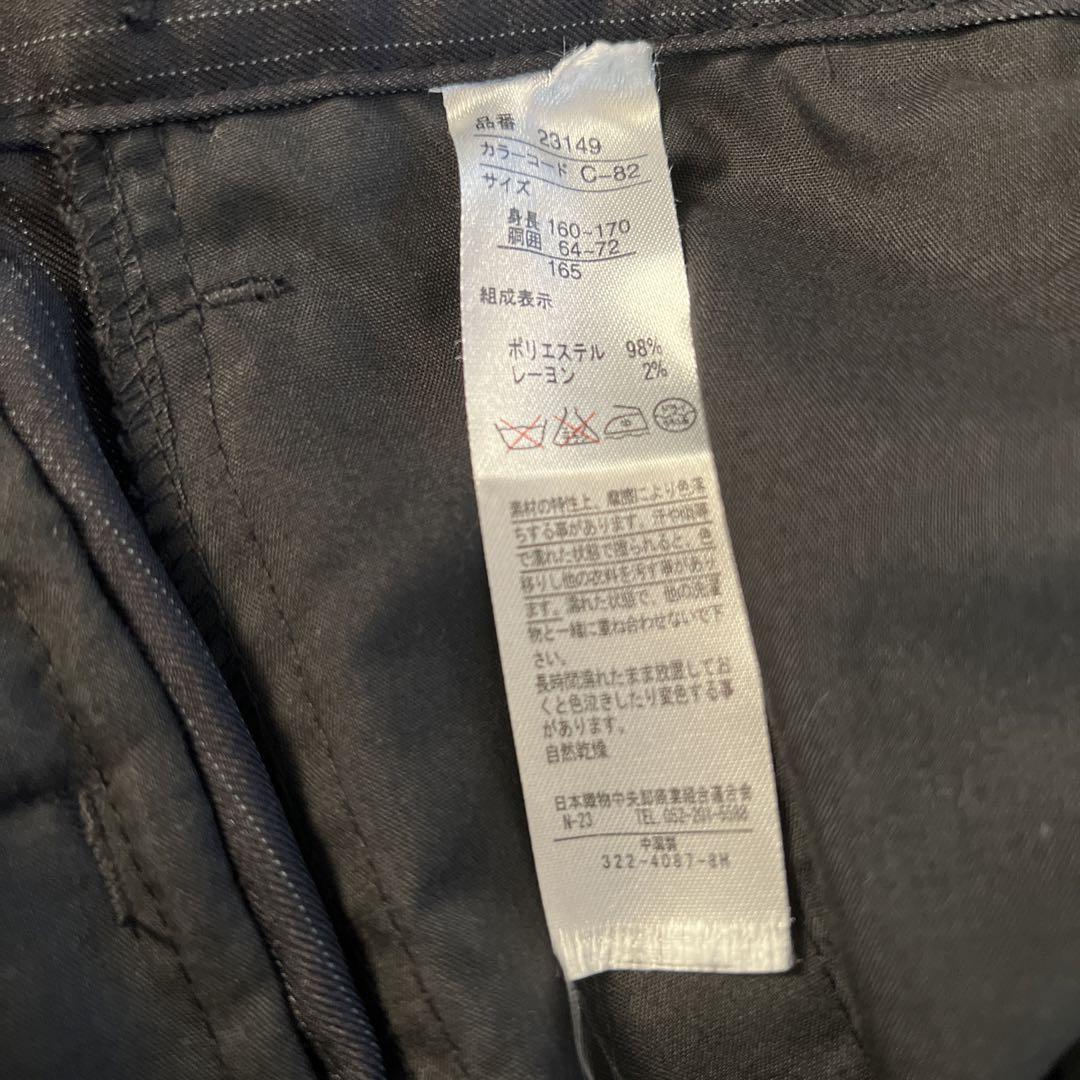 品番 23149
カラーコード C-82
サイズ
身長 160~170
胴囲 64~72
165
組成表示
ポリエステル 98%
レーヨン 2%
中
素材の特性上、摩擦により色落
ちする事があります。汗や雨等
で濡れた状態で擦られると、色
移りし他の衣料を汚す事があり
ます。濡れた状態で、他の洗濯
物と一緒に重ね合わせないで下
さい。
長時間濡れたまま放置してお
くと色泣きしたり変色する事
があります。
自然乾燥
日本織物中央卸商業組合連合会
N-23 TEL.052-201-
中国製
322-4087-8H